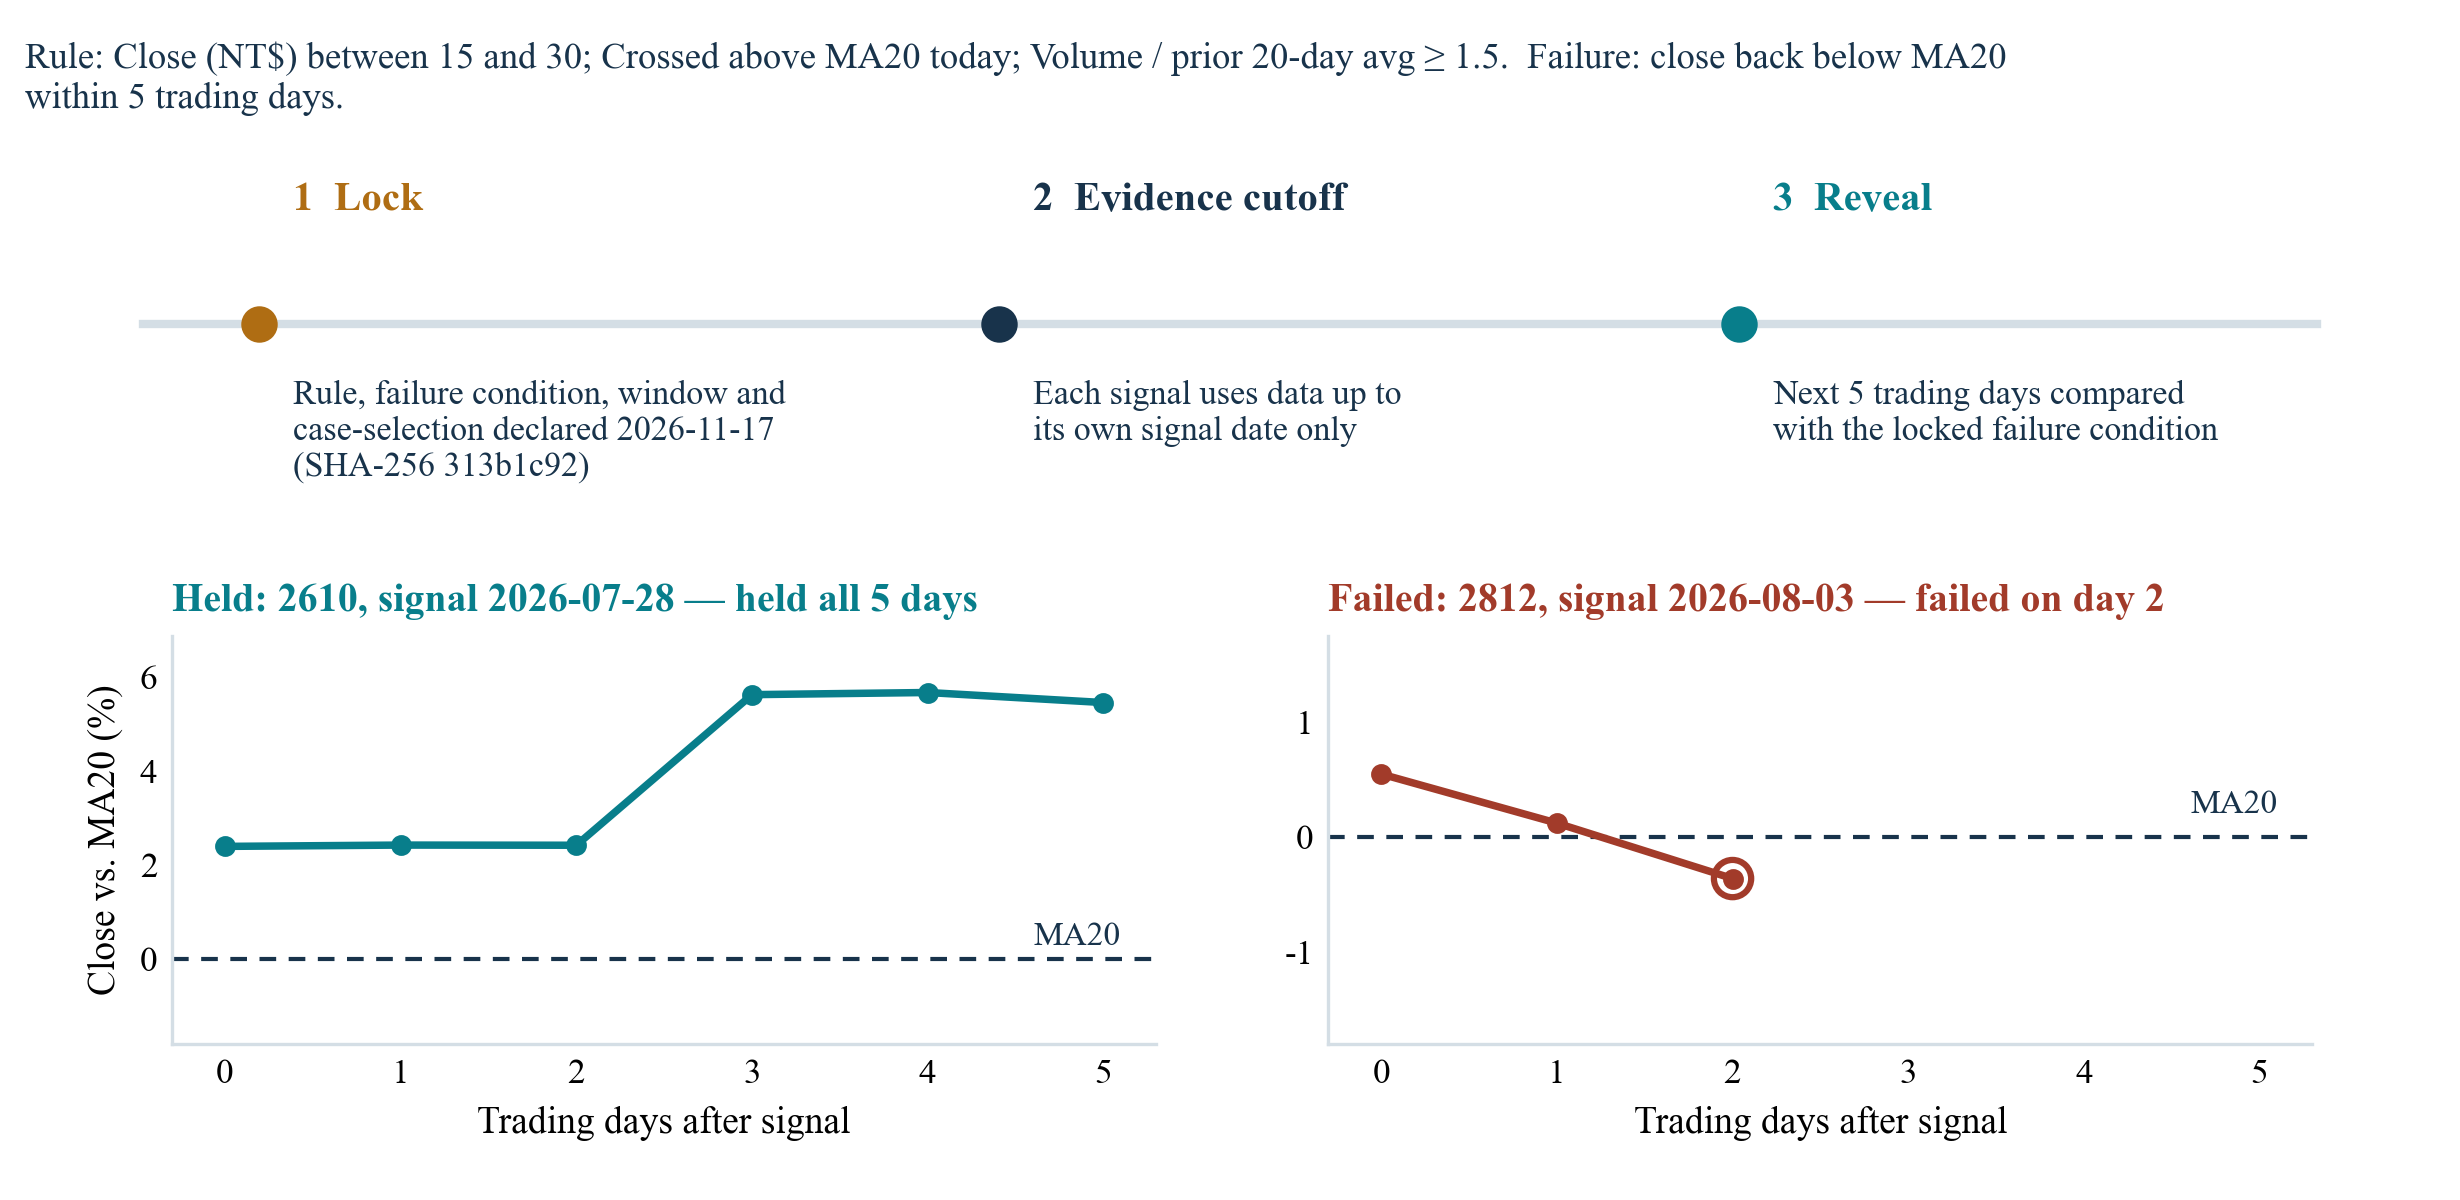 Rule: Close (NT$) between 15 and 30; Crossed above MA20 today; Volume / prior 20-day avg ≥ 1.5.  Failure: close back below MA20
within 5 trading days.
1 Lock
2 Evidence cutoff
3 Reveal
Rule, failure condition, window and
case-selection declared 2026-11-17
(SHA-256 313b1c92)
Each signal uses data up to
its own signal date only
Next 5 trading days compared
with the locked failure condition
Held: 2610, signal 2026-07-28 — held all 5 days
Close vs. MA20 (%)
6
4
2
0
MA20
0 1 2 3 4 5
Trading days after signal
Failed: 2812, signal 2026-08-03 — failed on day 2
1
0
-1
MA20
0 1 2 3 4 5
Trading days after signal